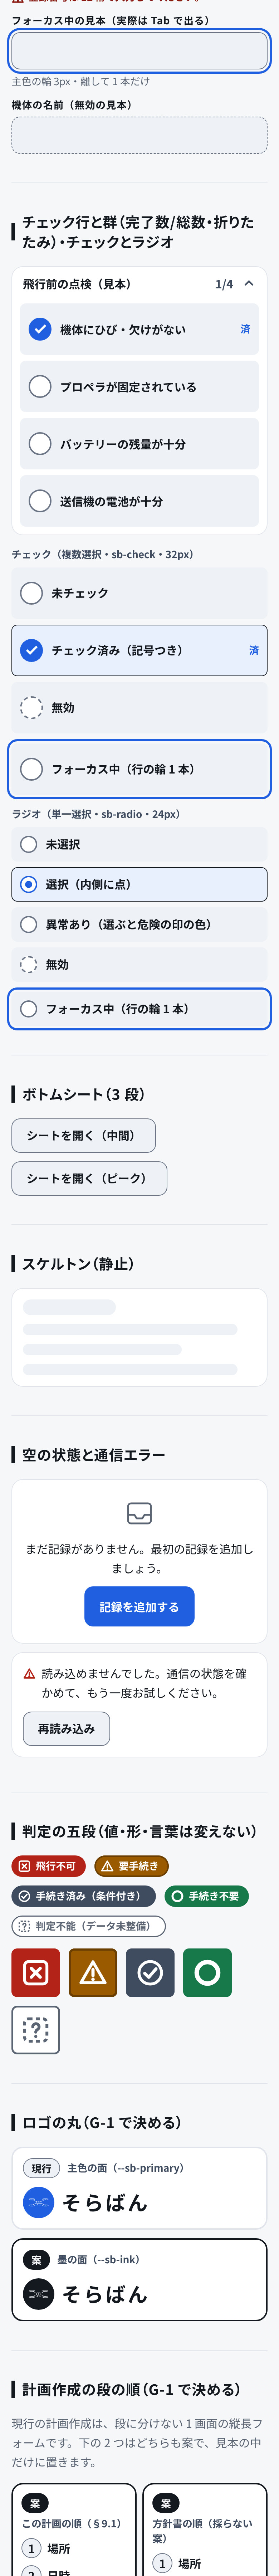 フォーカス中の見本（実際は Tab で出る）
主色の輪 3px・離して 1 本だけ
機体の名前（無効の見本）
チェック行と群（完了数/総数・折りた
たみ）・チェックとラジオ
飛行前の点検（見本） 1/4
機体にひび・欠けがない 済
プロペラが固定されている
バッテリーの残量が十分
送信機の電池が十分
チェック（複数選択・sb-check・32px）
未チェック
チェック済み（記号つき） 済
無効
フォーカス中（行の輪 1 本）
ラジオ（単一選択・sb-radio・24px）
未選択
選択（内側に点）
異常あり（選ぶと危険の印の色）
無効
フォーカス中（行の輪 1 本）
ボトムシート（3 段）
シートを開く（中間）
シートを開く（ピーク）
スケルトン（静止）
空の状態と通信エラー
まだ記録がありません。最初の記録を追加し
ましょう。
記録を追加する
読み込めませんでした。通信の状態を確
かめて、もう一度お試しください。
再読み込み
判定の五段（値・形・言葉は変えない）
飛行不可 要手続き
手続き済み（条件付き） 手続き不要
判定不能（データ未整備）
ロゴの丸（G-1 で決める）
現行 主色の面（--sb-primary）
そらばん
案 墨の面（--sb-ink）
そらばん
計画作成の段の順（G-1 で決める）
現行の計画作成は、段に分けない 1 画面の縦長フ
ォームです。下の 2 つはどちらも案で、見本の中
だけに置きます。
案
この計画の順（§9.1）
1 場所
案
方針書の順（採らない
案）
1 場所